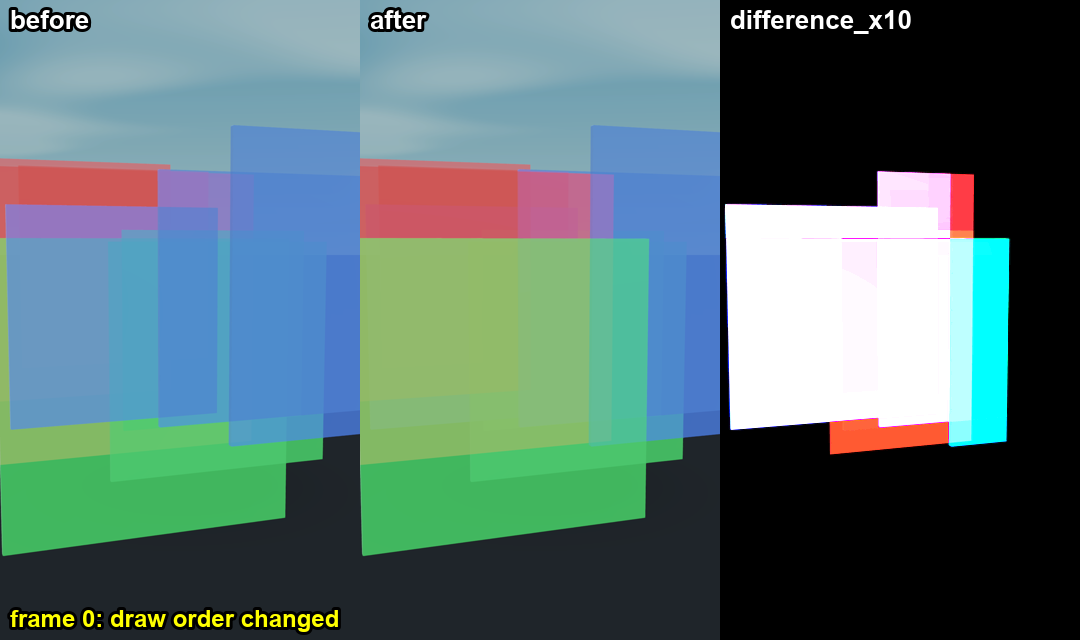 before
after
difference_x10
frame 0: draw order changed